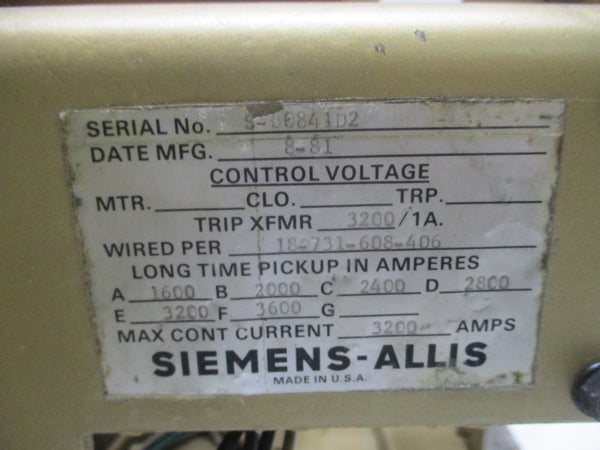 SERIAL No. S-60841D2
DATE MFG. 8-81
CONTROL VOLTAGE
MTR. CLO. TRP.
TRIP XFMR 3200/1A.
WIRED PER 18-731-608-406
LONG TIME PICKUP IN AMPERES
A 1600 B 2000 C 2400 D 2800
E 3200 F 3600 G
MAX CONT CURRENT 3200 AMPS
SIEMENS-ALLIS
MADE IN U.S.A.